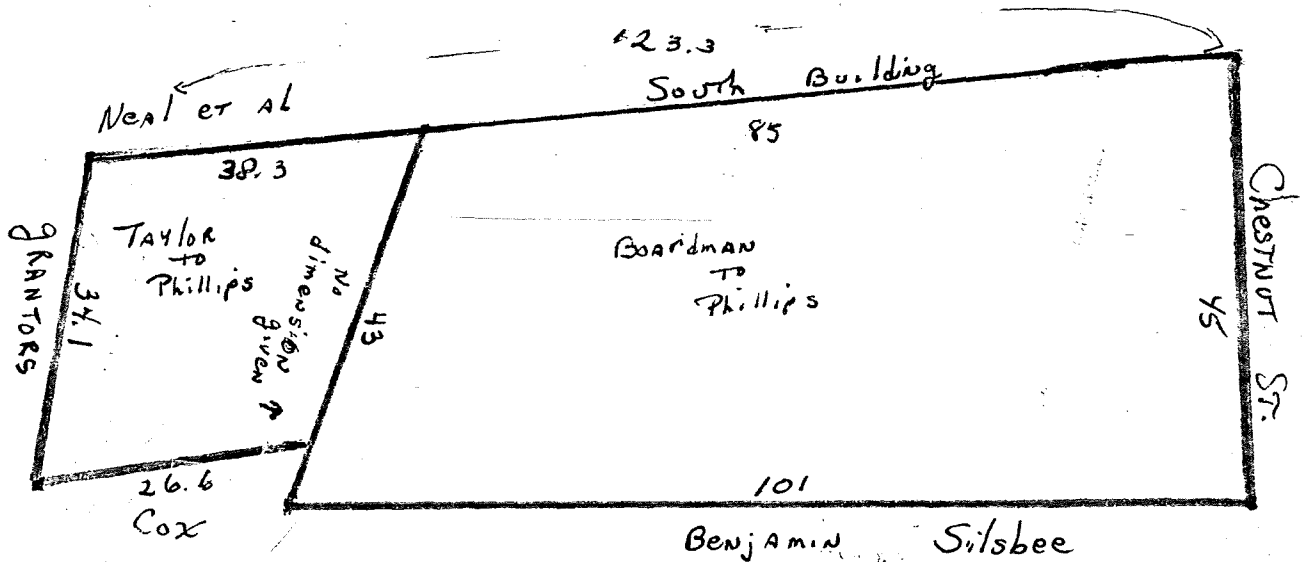 123.3
South Building
Neal et al
85
38.3
Taylor
to
Phillips
No
dimension
given
43
Boardman
to
Phillips
Chestnut St.
45
Grantors
34.1
26.6
Cox
101
Benjamin Silsbee